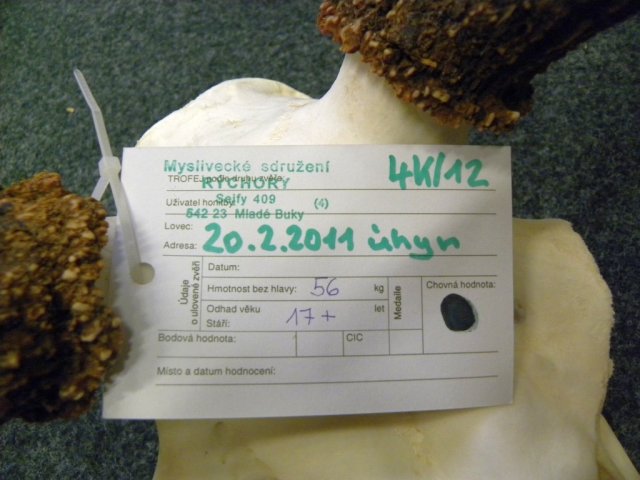 Myslivecké sdružení
RÝCHORY
Sejfy 409 (4)
542 23 Mladé Buky
4K/12
TROFEJ podle druhu zvěře:
Uživatel honitby:
Lovec:
Adresa: 20.2.2011 úhyn
Údaje o ulovené zvěři
Datum:
Hmotnost bez hlavy: 56 kg
Odhad věku 17+ let
Stáří:
Medaile
Chovná hodnota:
Bodová hodnota:
CIC
Místo a datum hodnocení: